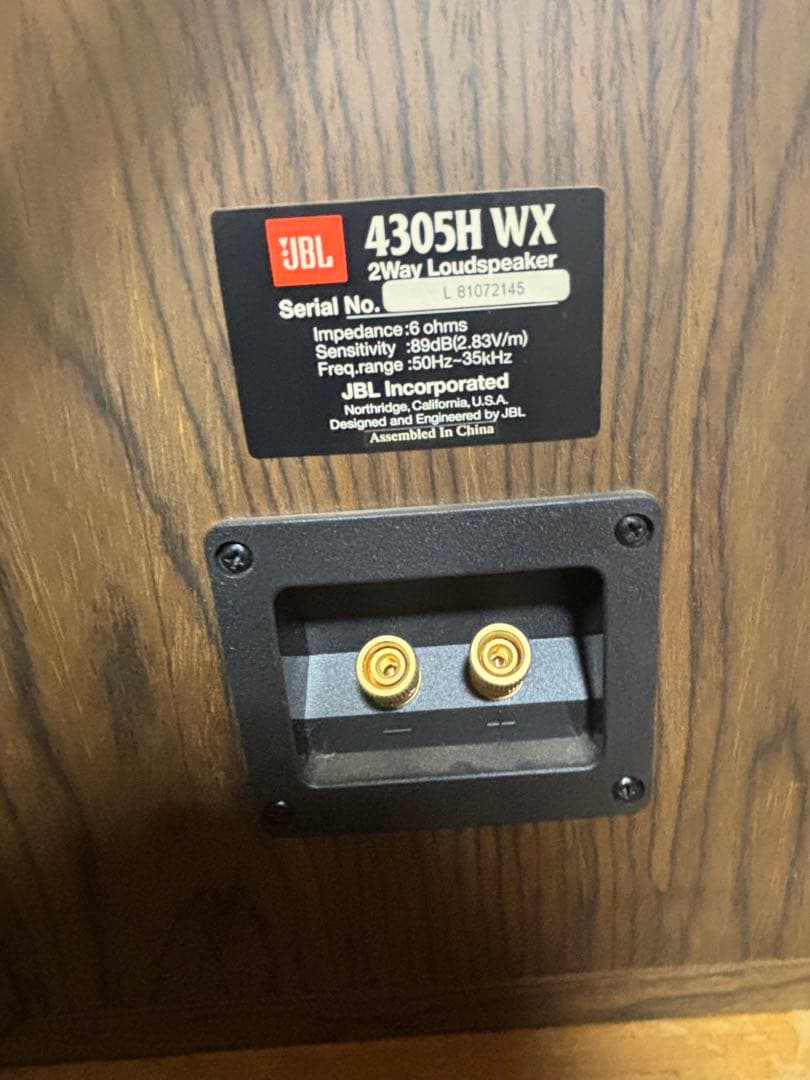 JBL
4305H WX
2Way Loudspeaker
Serial No. L 81072145
Impedance:6 ohms
Sensitivity :89dB(2.83V/m)
Freq.range :50Hz~35kHz
JBL Incorporated
Northridge, California, U.S.A.
Designed and Engineered by JBL
Assembled In China
— +